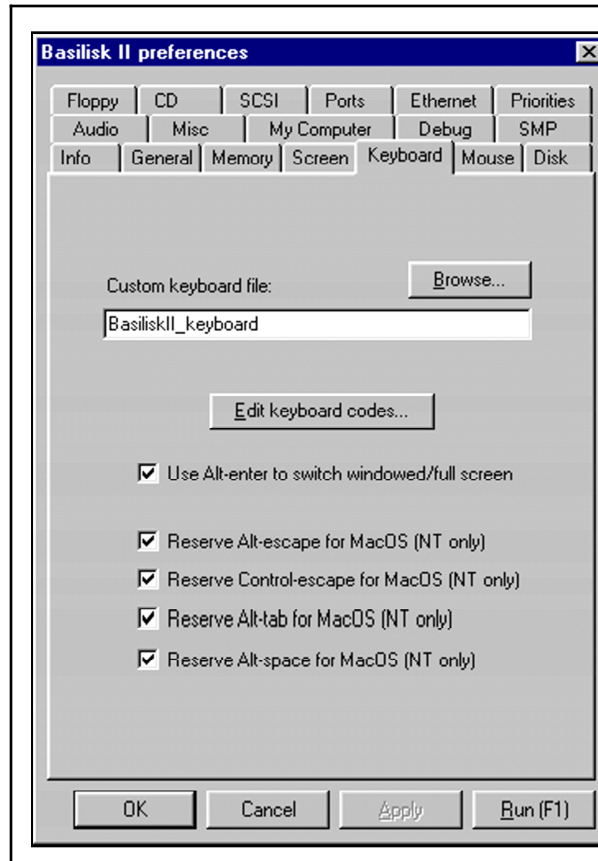 Basilisk II preferences
Floppy CD SCSI Ports Ethernet Priorities
Audio Misc My Computer Debug SMP
Info General Memory Screen Keyboard Mouse Disk
Custom keyboard file: Browse...
BasiliskII_keyboard
Edit keyboard codes...
Use Alt-enter to switch windowed/full screen
Reserve Alt-escape for MacOS (NT only)
Reserve Control-escape for MacOS (NT only)
Reserve Alt-tab for MacOS (NT only)
Reserve Alt-space for MacOS (NT only)
OK Cancel Apply Run (F1)